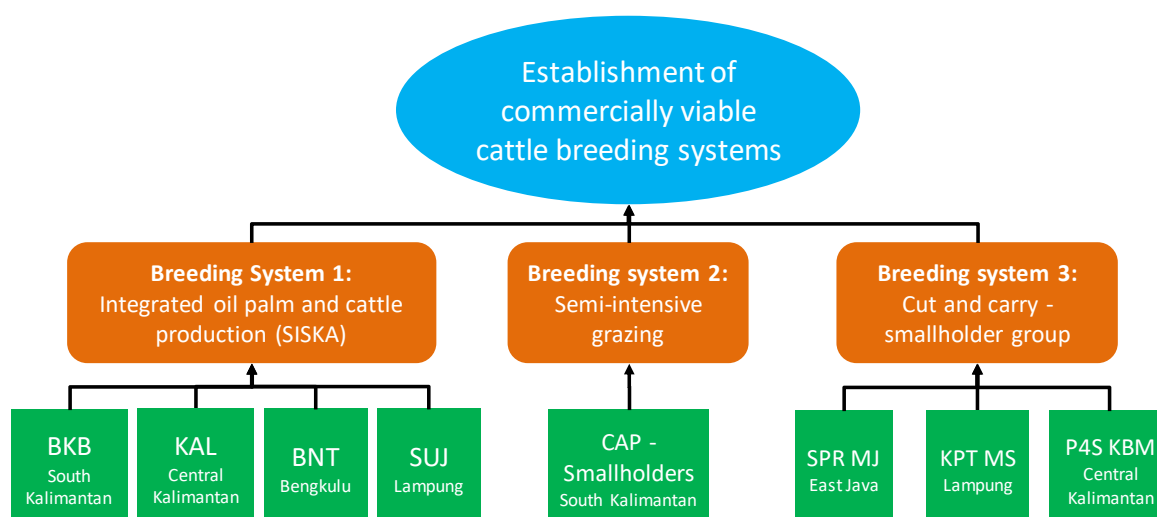 Establishment of
commercially viable
cattle breeding systems
Breeding System 1:
Integrated oil palm and cattle
production (SISKA)
Breeding system 2:
Semi-intensive
grazing
Breeding system 3:
Cut and carry -
smallholder group
BKB
South
Kalimantan
KAL
Central
Kalimantan
BNT
Bengkulu
SUJ
Lampung
CAP -
Smallholders
South Kalimantan
SPR MJ
East Java
KPT MS
Lampung
P4S KBM
Central
Kalimantan